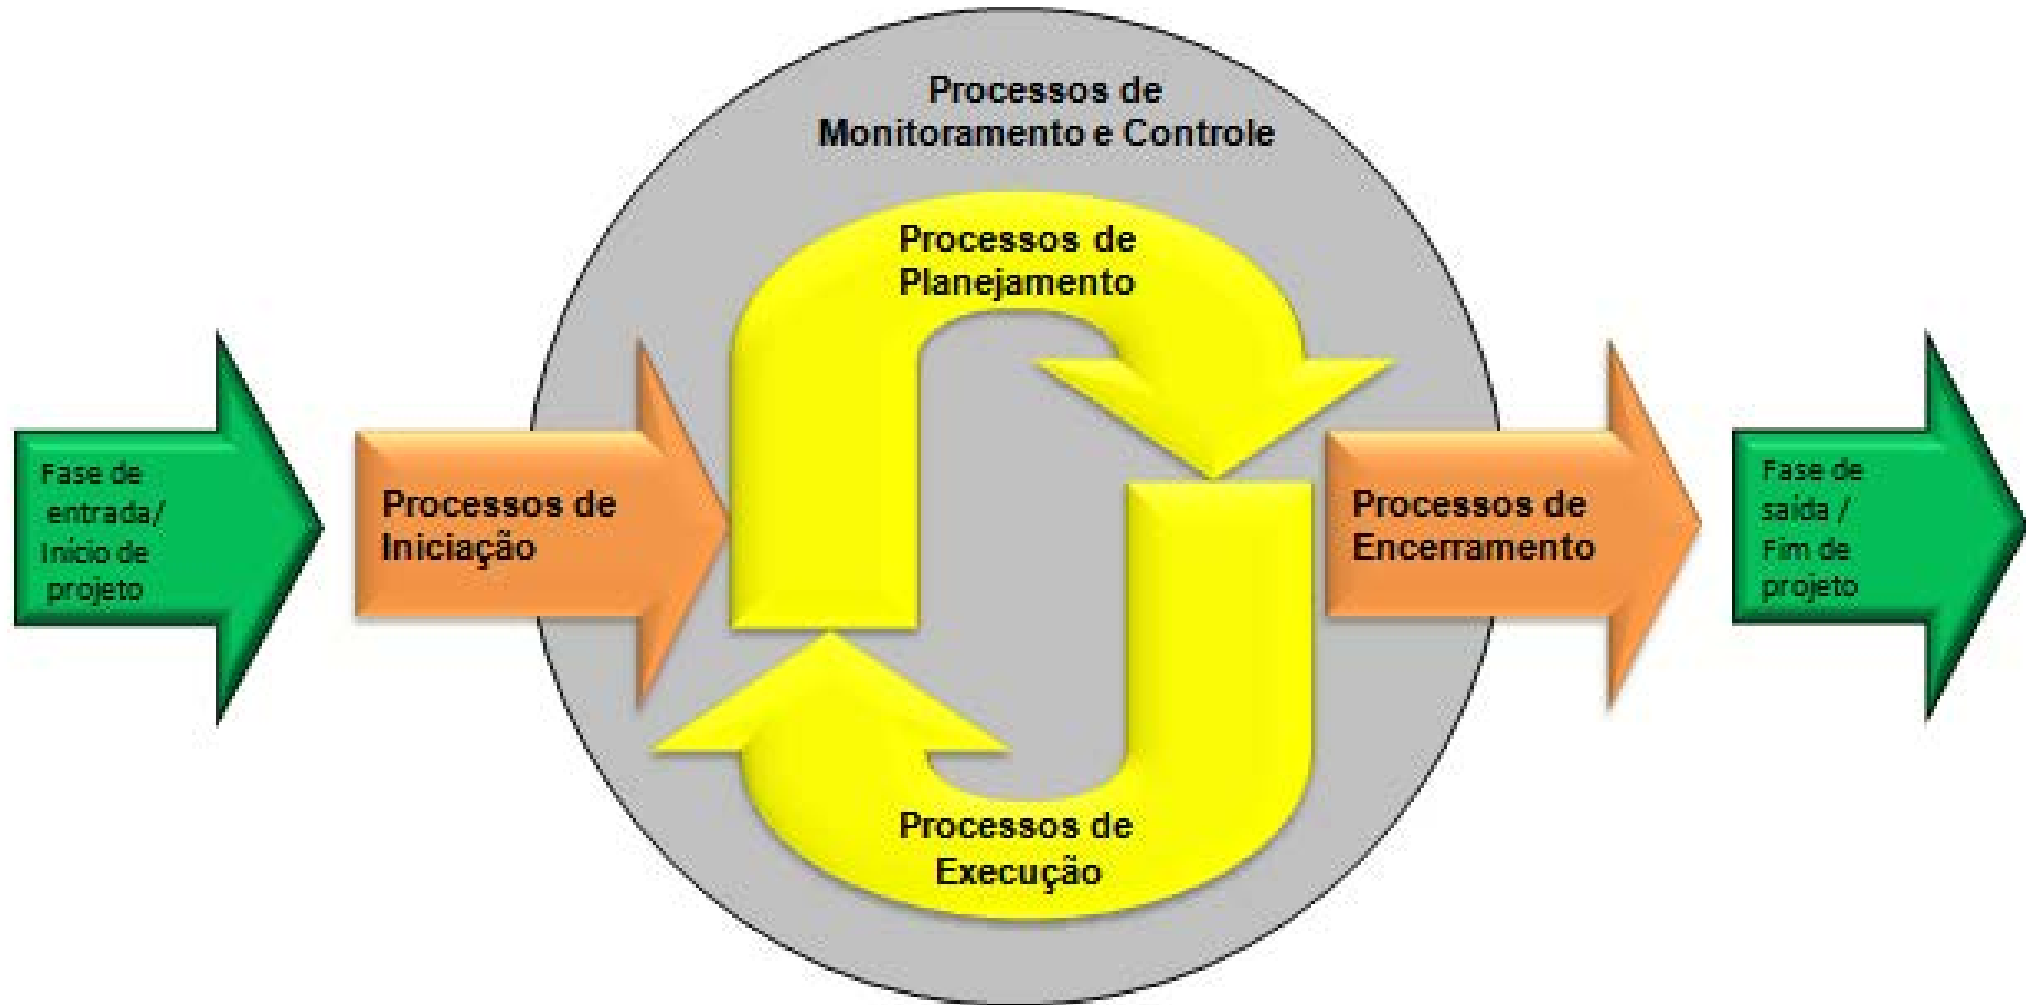 Processos de
Monitoramento e Controle
Processos de
Planejamento
Fase de
entrada/
Início de
projeto
Processos de
Iniciação
Processos de
Encerramento
Fase de
saída /
Fim de
projeto
Processos de
Execução